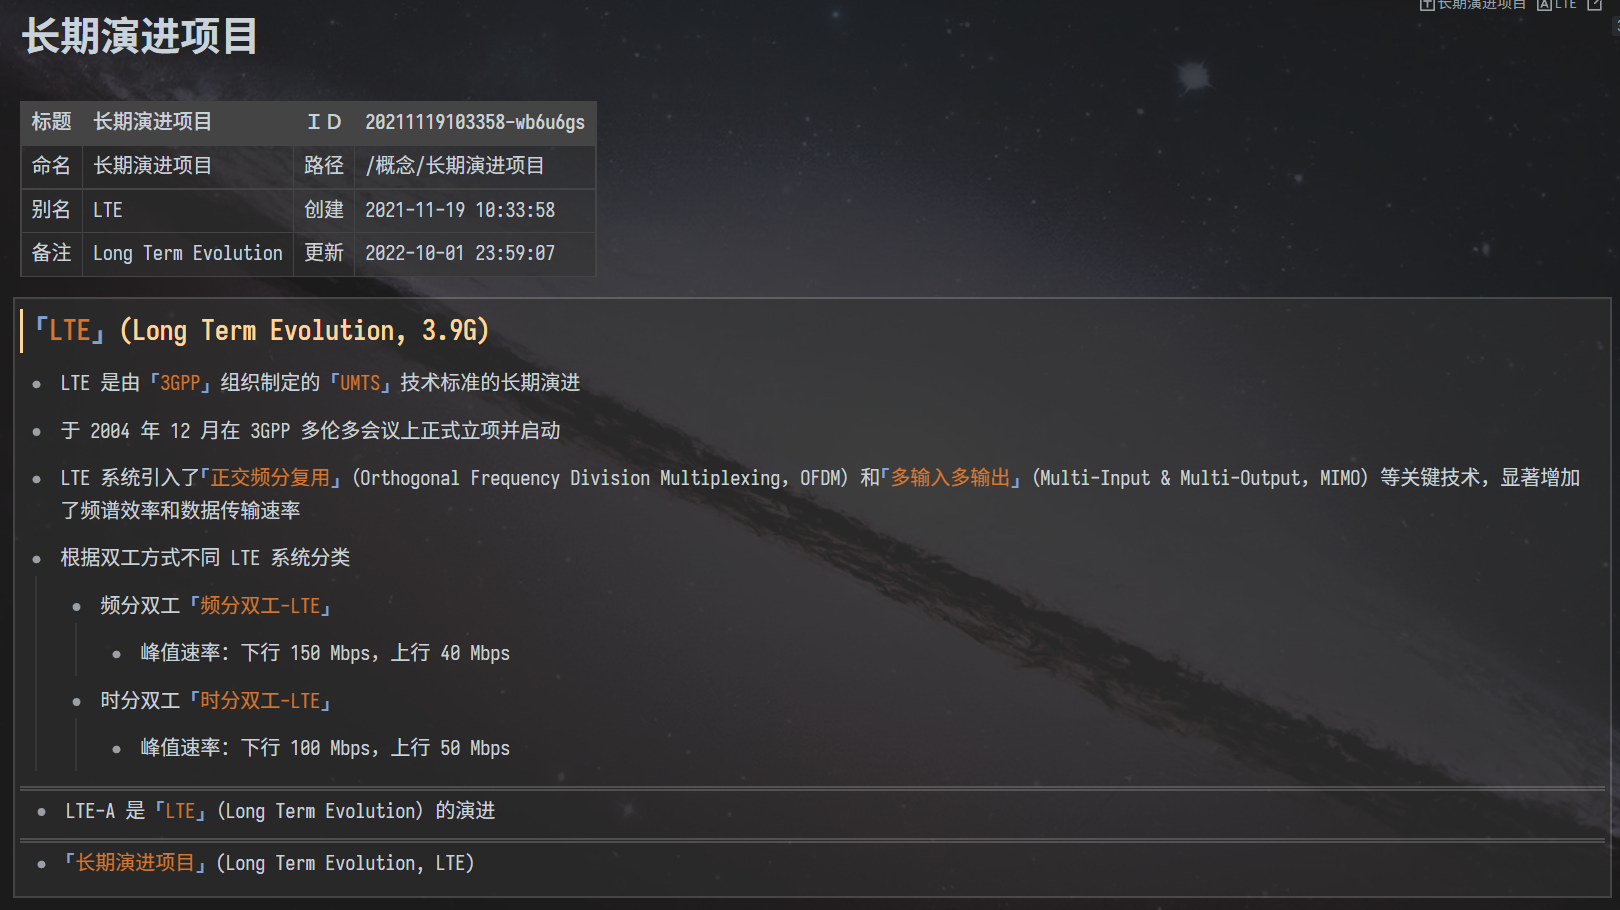 长期演进项目 LTE
长期演进项目
标题 长期演进项目 ID 20211119103358-wb6u6gs
命名 长期演进项目 路径 /概念/长期演进项目
别名 LTE 创建 2021-11-19 10:33:58
备注 Long Term Evolution 更新 2022-10-01 23:59:07
「LTE」(Long Term Evolution, 3.9G)
LTE 是由「3GPP」组织制定的「UMTS」技术标准的长期演进
于 2004 年 12 月在 3GPP 多伦多会议上正式立项并启动
LTE 系统引入了「正交频分复用」（Orthogonal Frequency Division Multiplexing，OFDM）和「多输入多输出」（Multi-Input & Multi-Output，MIMO）等关键技术，显著增加
了频谱效率和数据传输速率
根据双工方式不同 LTE 系统分类
频分双工「频分双工-LTE」
峰值速率：下行 150 Mbps，上行 40 Mbps
时分双工「时分双工-LTE」
峰值速率：下行 100 Mbps，上行 50 Mbps
LTE-A 是「LTE」（Long Term Evolution）的演进
「长期演进项目」（Long Term Evolution, LTE）